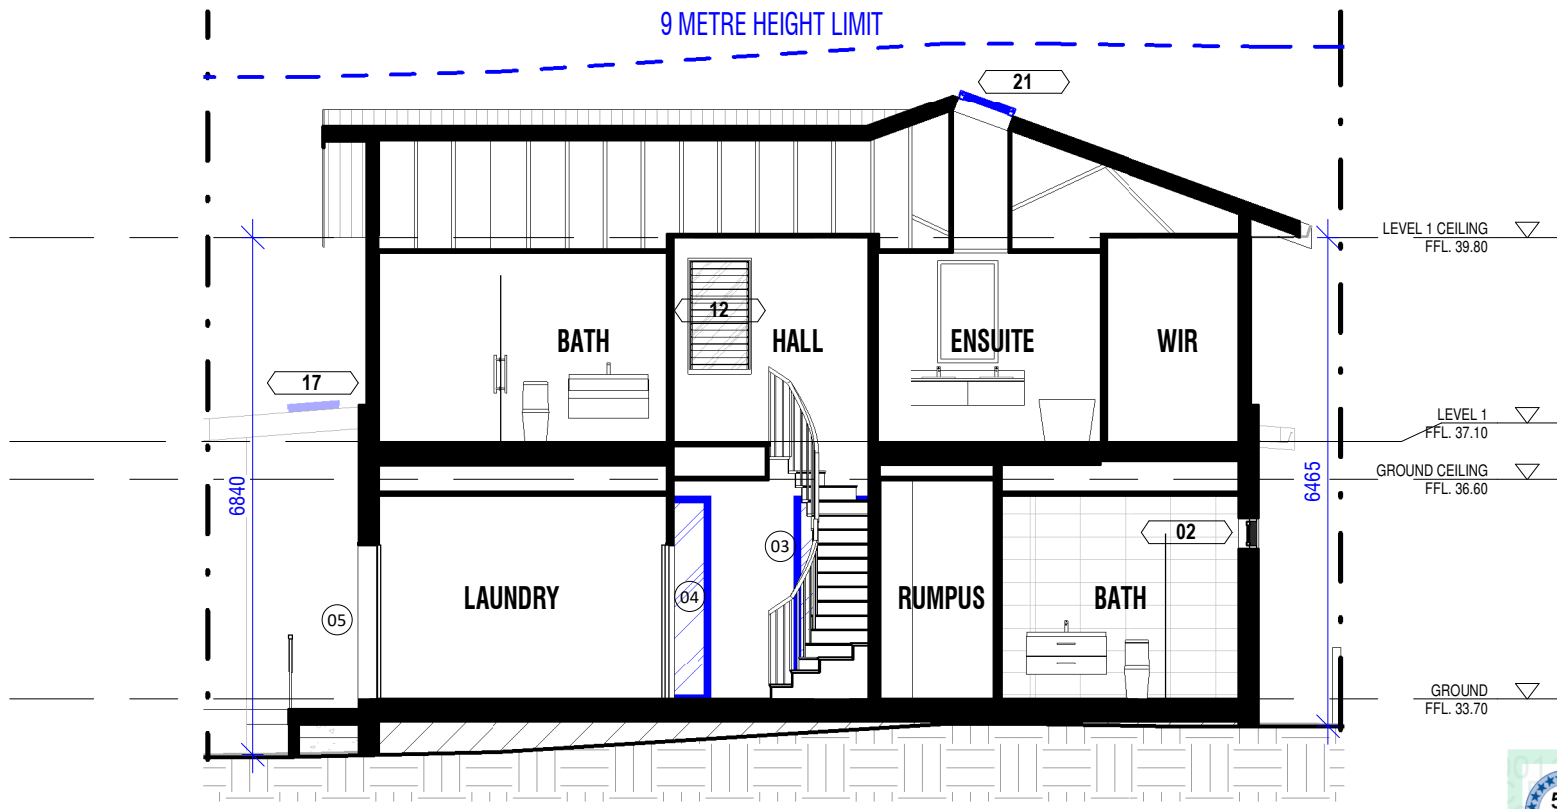 9 METRE HEIGHT LIMIT
21
LEVEL 1 CEILING
FFL. 39.80
12
BATH
HALL
ENSUITE
WIR
17
LEVEL 1
FFL. 37.10
GROUND CEILING
FFL. 36.60
6840
6465
02
03
04
LAUNDRY
RUMPUS
BATH
05
GROUND
FFL. 33.70